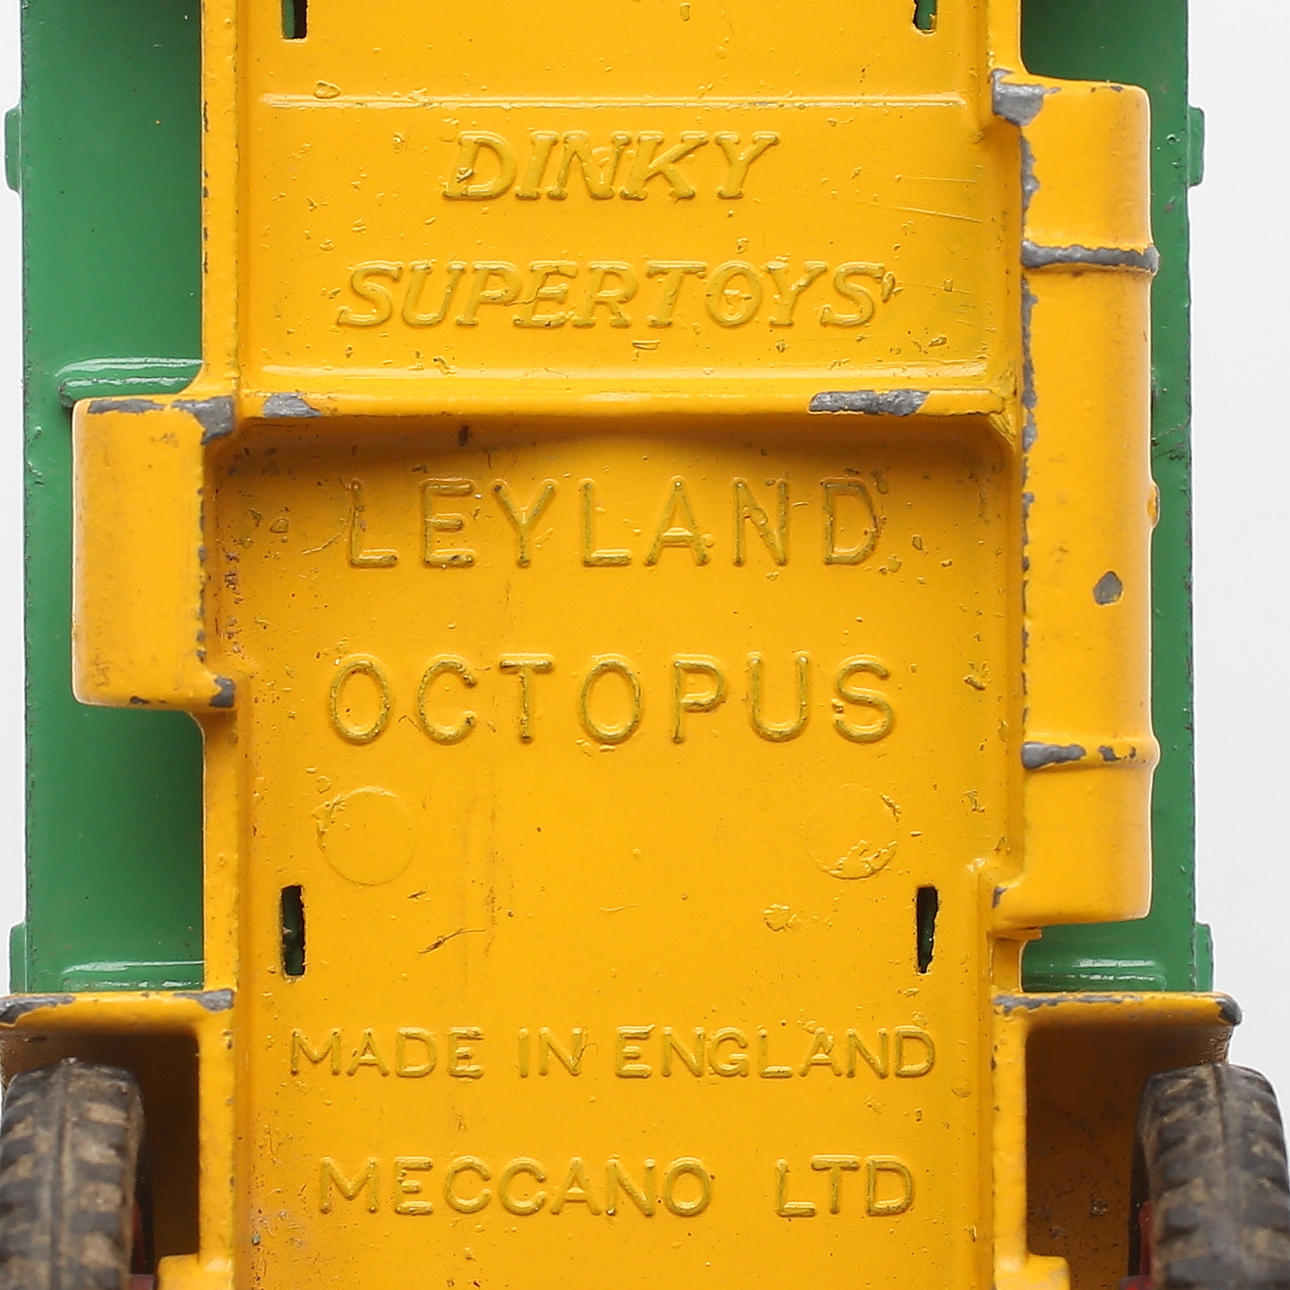 DINKY
SUPERTOYS
LEYLAND
OCTOPUS
MADE IN ENGLAND
MECCANO LTD